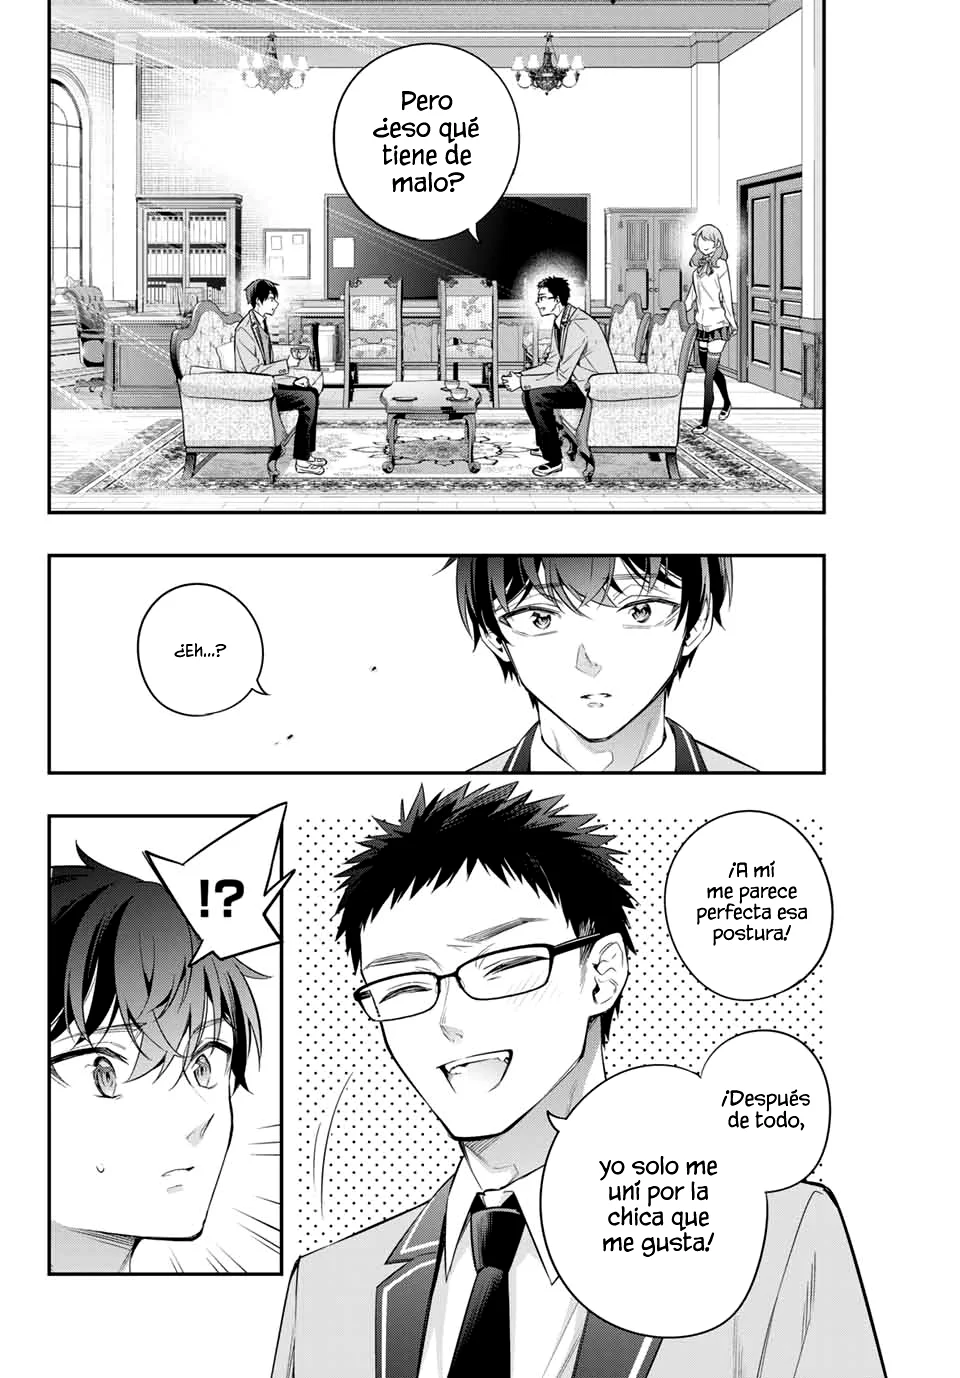 Pero
¿eso qué
tiene de
malo?
¿Eh...?
¡A mí
me parece
perfecta esa
postura!
¡Después
de todo,
yo solo me
uní por la
chica que
me gusta!
!?